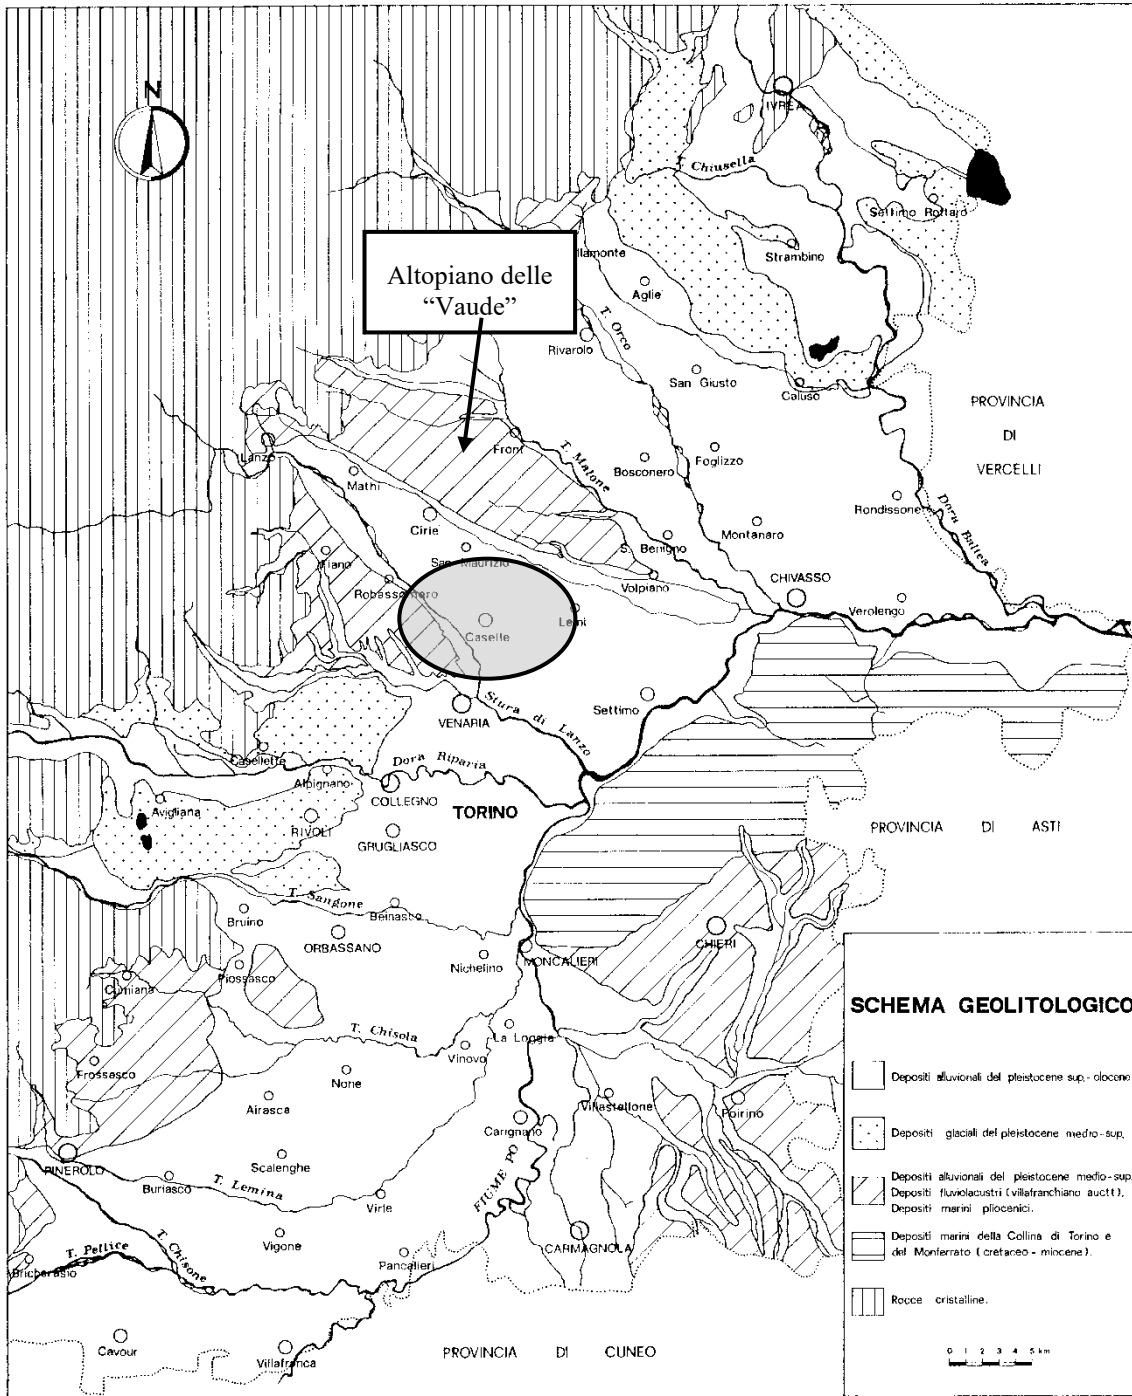 N
IVREA
T. Chiusella
Settimo Rottaro
Strambino
Altopiano delle
“Vaude”
Aglie
T. Orco
Rivarolo
San Giusto
Caluso
PROVINCIA
DI
VERCELLI
Lanzo
Front
T. Malone
Bosconero
Foglizzo
Mathi
Rondissone
Dora Baltea
Cirie
Montanaro
S. Benigno
San Maurizio
Fiano
Volpiano
CHIVASSO
Verolengo
Leini
Caselle
Settimo
VENARIA
Stura di Lanzo
Casellette
Dora Riparia
Alpignano
COLLEGNO
TORINO
Avigliana
RIVOLI
GRUGLIASCO
PROVINCIA DI ASTI
T. Sangone
Beinasco
Bruino
ORBASSANO
CHIERI
Nichelino
MONCALIERI
Piossasco
Cumiana
T. Chisola
La Loggia
Vinovo
Frossasco
None
Airasca
Villastellone
Poirino
Carignano
PINEROLO
Scalenghe
Buriasco
T. Lemina
Virle
FIUME PO
Vigone
CARMAGNOLA
T. Pellice
T. Chisone
Bricherasio
Pancalieri
Cavour
Villafranca
PROVINCIA DI CUNEO
SCHEMA GEOLITOLOGICO
Depositi alluvionali del pleistocene sup.-olocene
Depositi glaciali del pleistocene medio-sup.
Depositi alluvionali del pleistocene medio-sup.
Depositi fluviolacustri (villafranchiano auctt),
Depositi marini pliocenici.
Depositi marini della Collina di Torino e
del Monferrato (cretaceo - miocene).
Rocce cristalline.
0 1 2 3 4 5 km